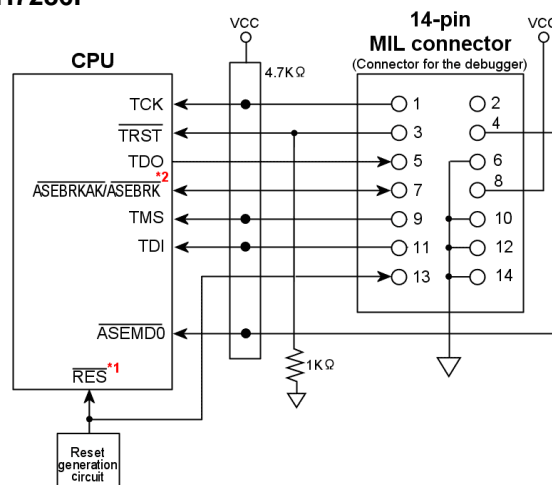 VCC
14-pin
VCC
MIL connector
CPU
(Connector for the debugger)
4.7KΩ
TCK
1
2
TRST
3
4
TDO
5
6
*2
8
ASEBRKAK/ASEBRK
7
TMS
9
10
TDI
11
12
13
14
ASEMD0
RES*1
1KΩ
Reset
generation
circuit